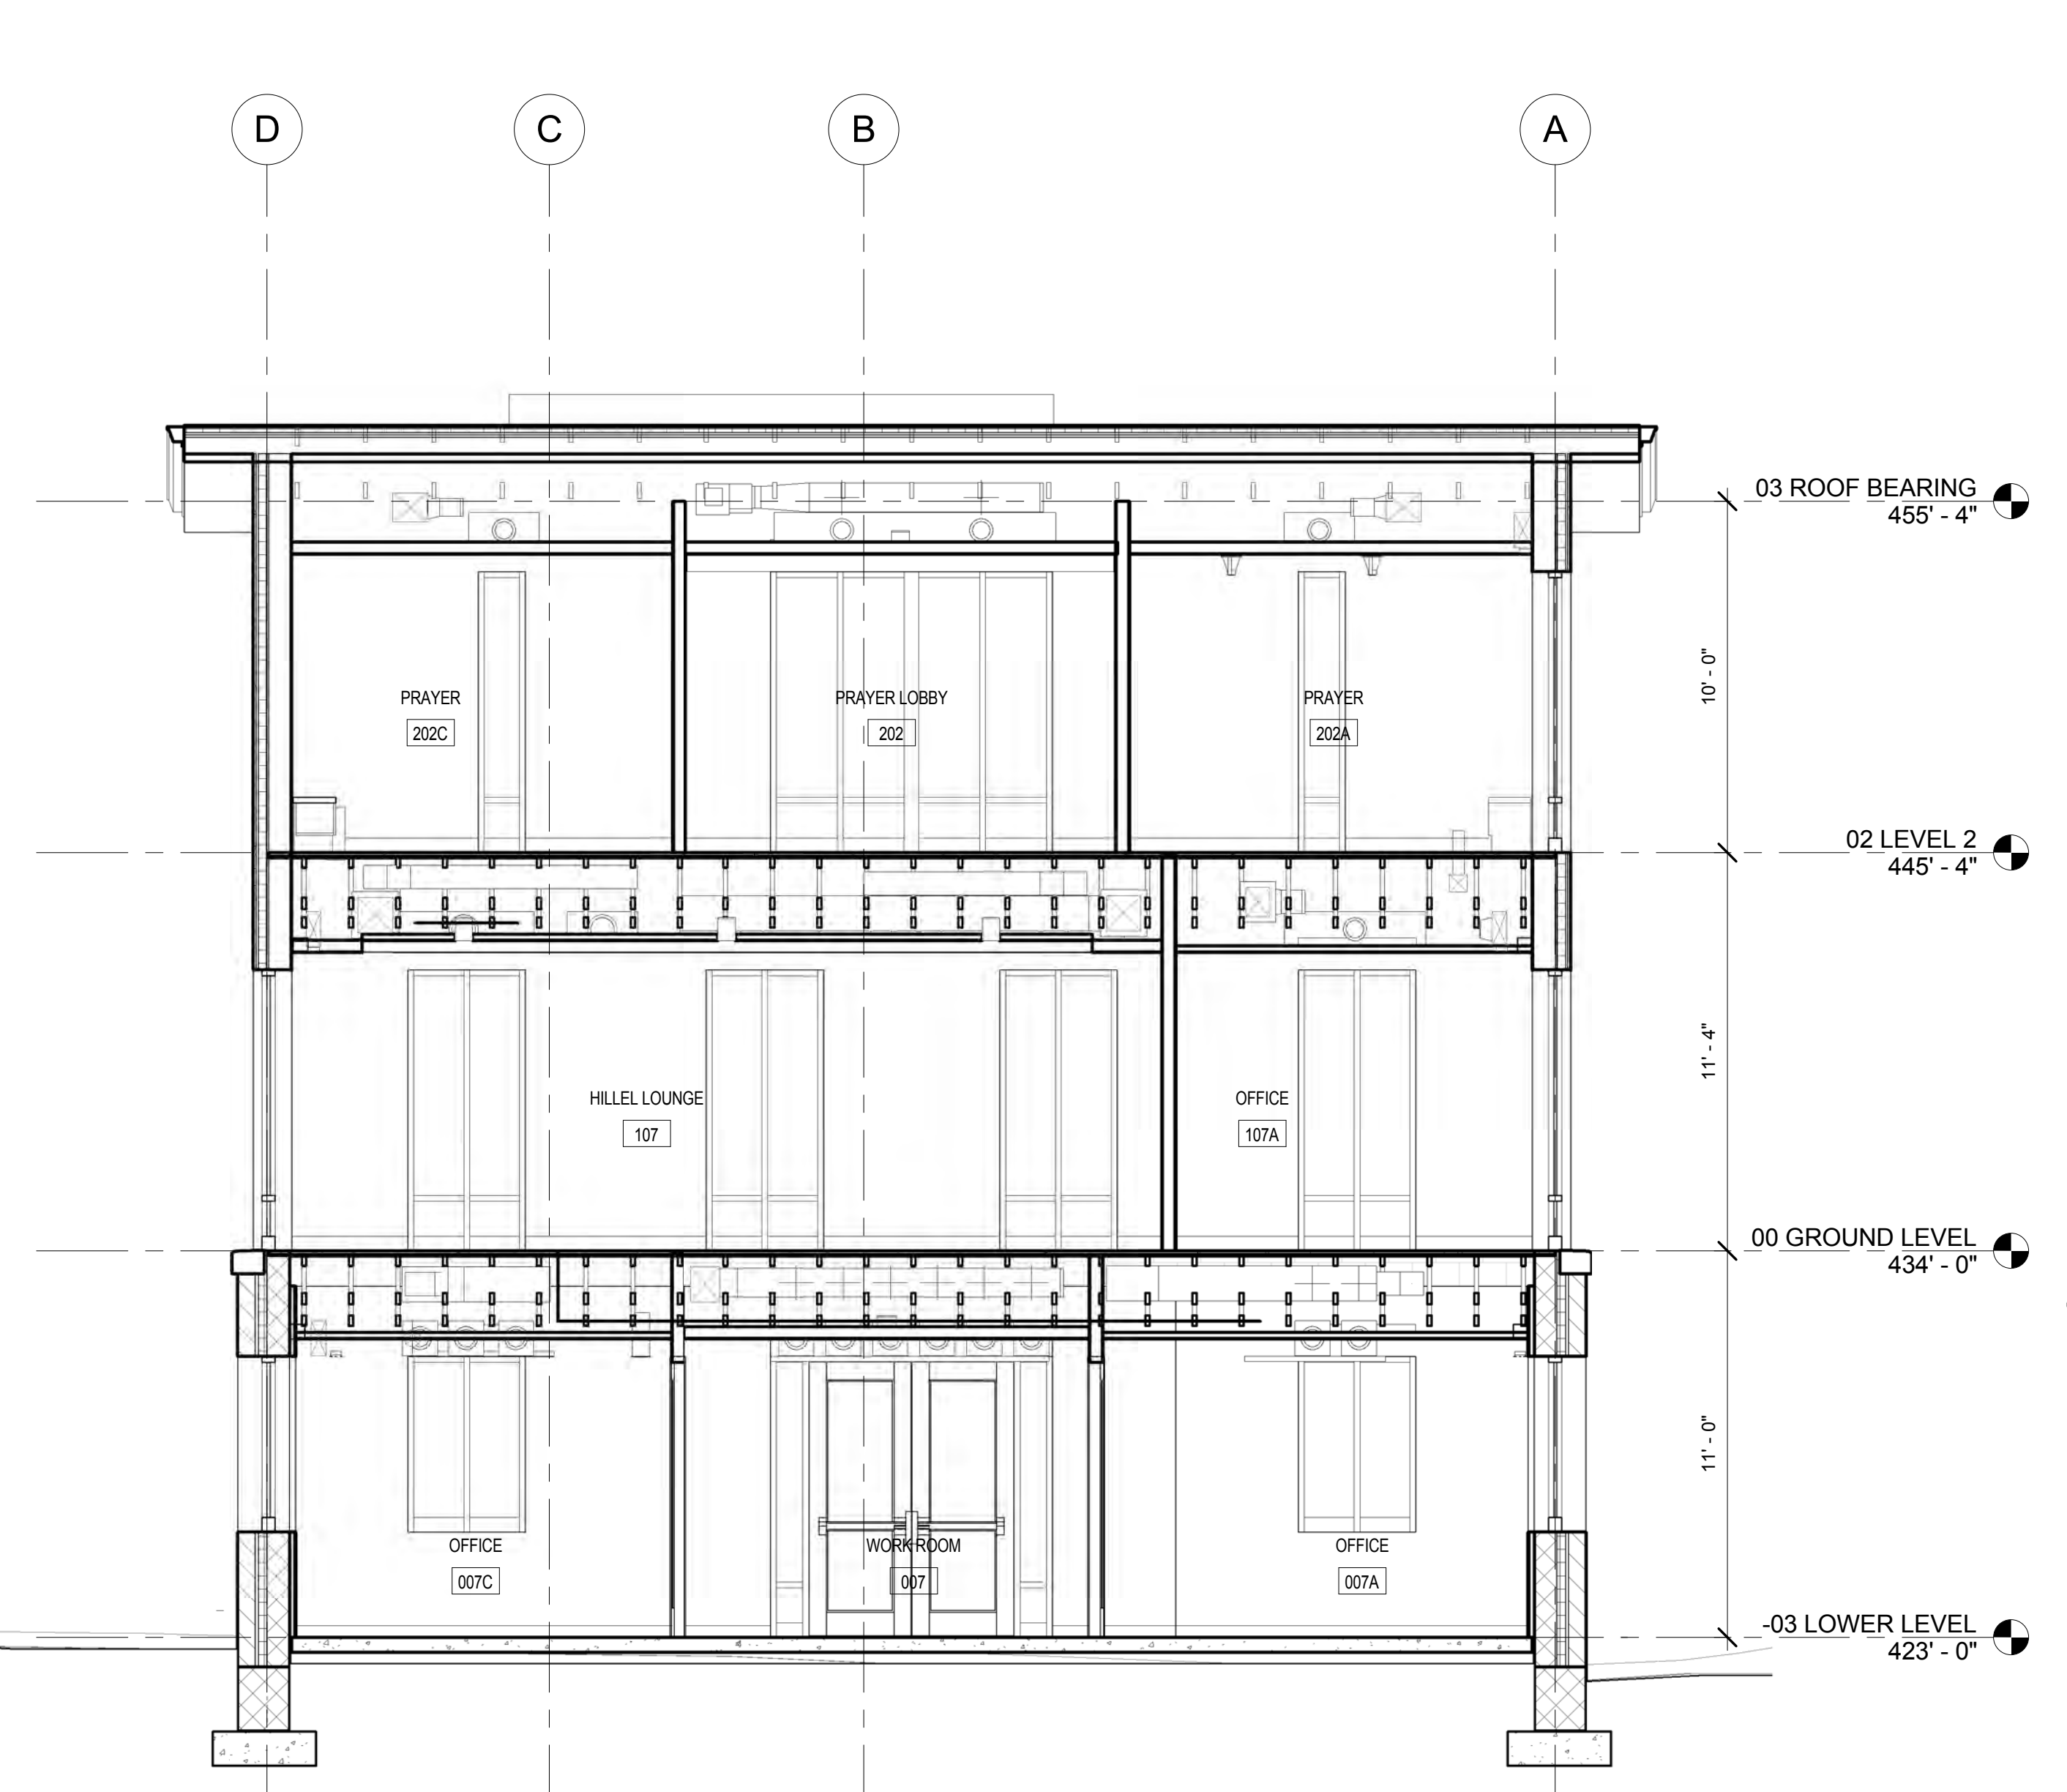 D
C
B
A
03 ROOF BEARING
455' - 4"
10' - 0"
PRAYER
202C
PRAYER LOBBY
202
PRAYER
202A
02 LEVEL 2
445' - 4"
11' - 4"
HILLEL LOUNGE
107
OFFICE
107A
00 GROUND LEVEL
434' - 0"
11' - 0"
OFFICE
007C
WORK ROOM
007
OFFICE
007A
-03 LOWER LEVEL
423' - 0"